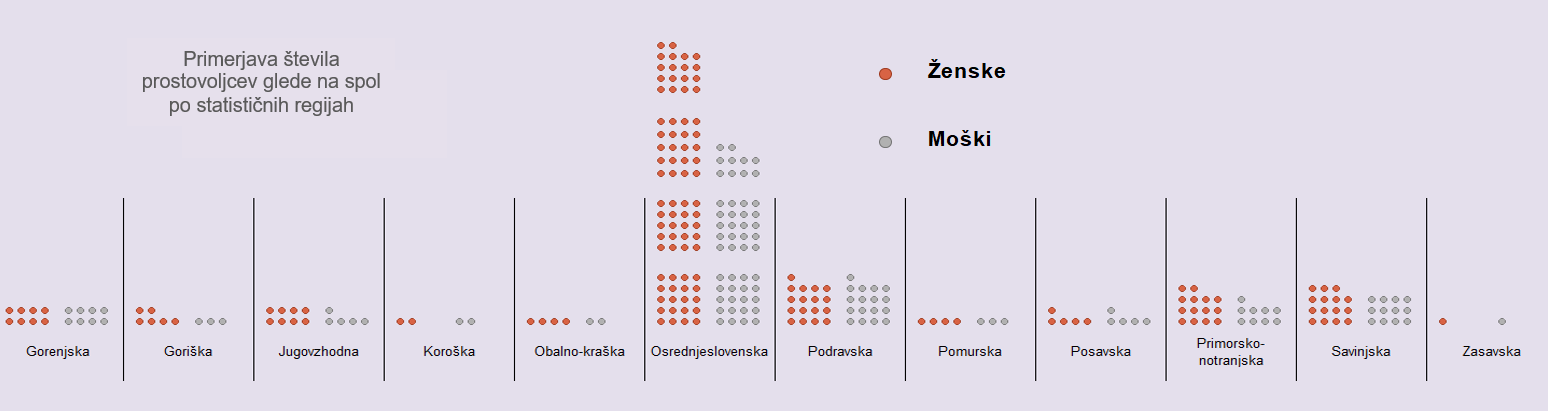 Primerjava števila
prostovoljcev glede na spol
po statističnih regijah
Ženske
Moški
Gorenjska
Goriška
Jugovzhodna
Koroška
Obalno-kraška
Osrednjeslovenska
Podravska
Pomurska
Posavska
Primorsko-
notranjska
Savinjska
Zasavska